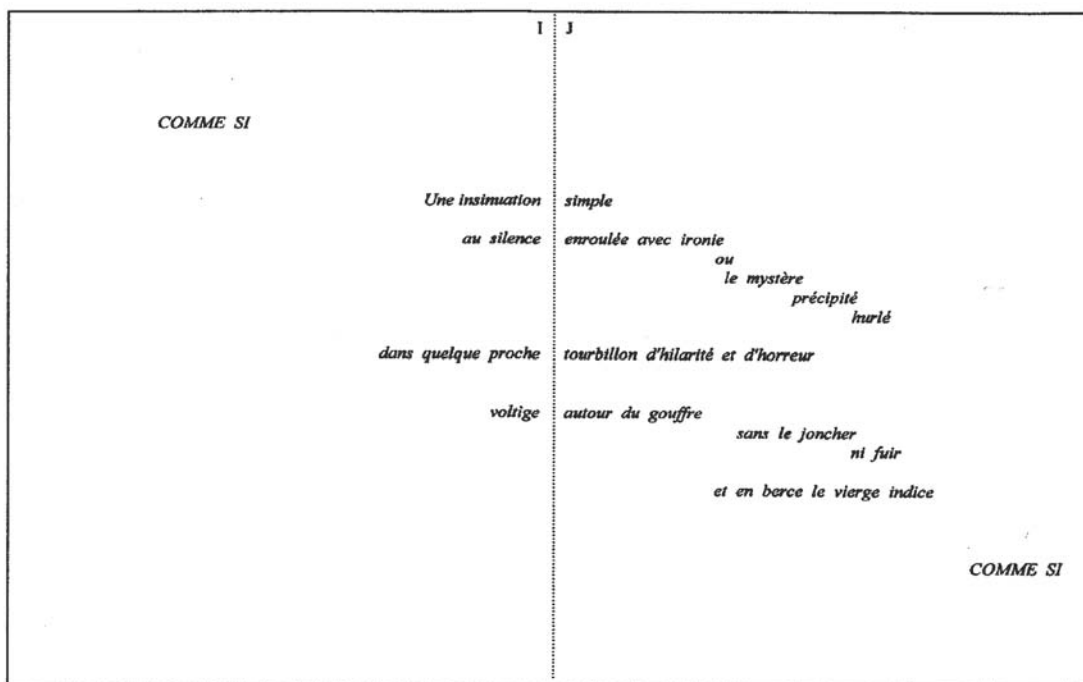 I J
COMME SI
Une insinuation simple
au silence enroulée avec ironie
ou
le mystère
précipité
hurlé
dans quelque proche tourbillon d'hilarité et d'horreur
voltige autour du gouffre
sans le joncher
ni fuir
et en berce le vierge indice
COMME SI